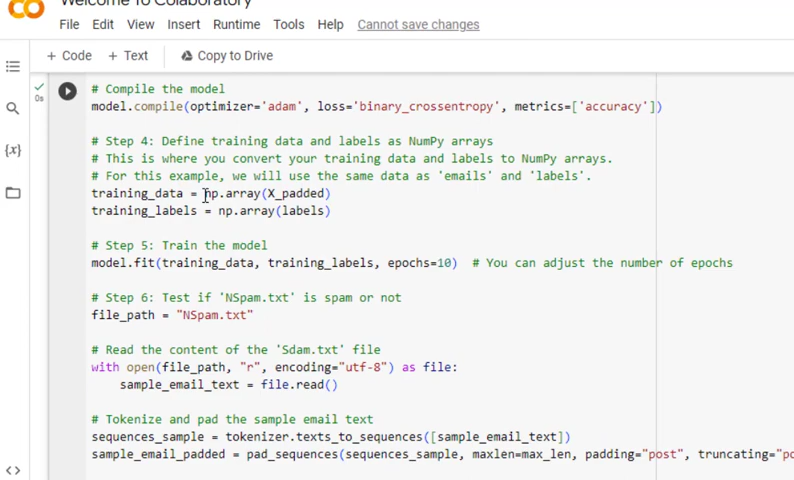 Welcome To Colaboratory
File Edit View Insert Runtime Tools Help Cannot save changes
+ Code + Text Copy to Drive
# Compile the model
model.compile(optimizer='adam', loss='binary_crossentropy', metrics=['accuracy'])
0s
# Step 4: Define training data and labels as NumPy arrays
# This is where you convert your training data and labels to NumPy arrays.
{x}
# For this example, we will use the same data as 'emails' and 'labels'.
training_data = np.array(X_padded)
training_labels = np.array(labels)
# Step 5: Train the model
model.fit(training_data, training_labels, epochs=10)  # You can adjust the number of epochs
# Step 6: Test if 'NSpam.txt' is spam or not
file_path = "NSpam.txt"
# Read the content of the 'Sdam.txt' file
with open(file_path, "r", encoding="utf-8") as file:
    sample_email_text = file.read()
# Tokenize and pad the sample email text
sequences_sample = tokenizer.texts_to_sequences([sample_email_text])
sample_email_padded = pad_sequences(sequences_sample, maxlen=max_len, padding="post", truncating="po